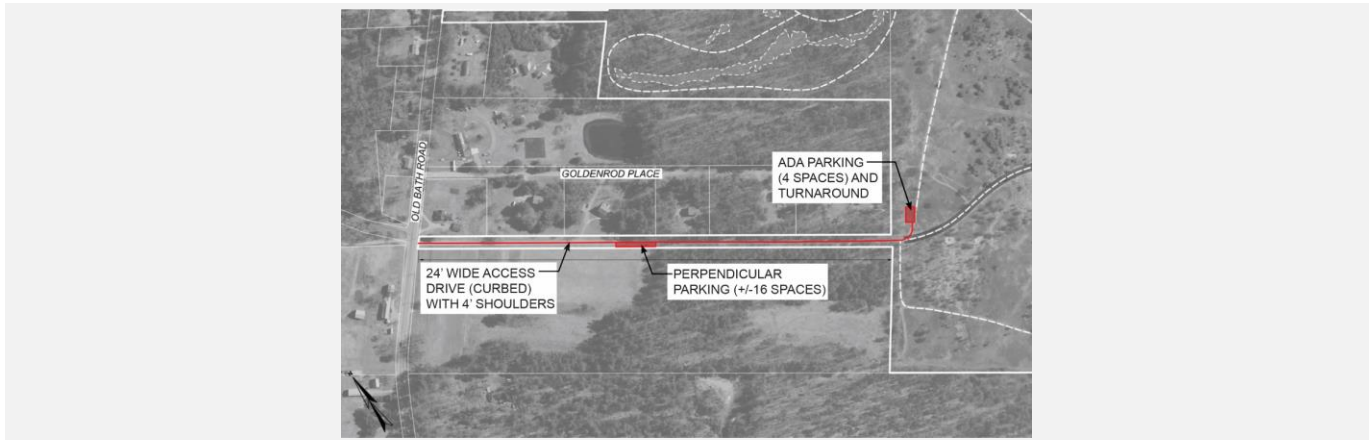 OLD BATH ROAD
GOLDENROD PLACE
ADA PARKING
(4 SPACES) AND
TURNAROUND
24' WIDE ACCESS
DRIVE (CURBED)
WITH 4' SHOULDERS
PERPENDICULAR
PARKING (+/-16 SPACES)